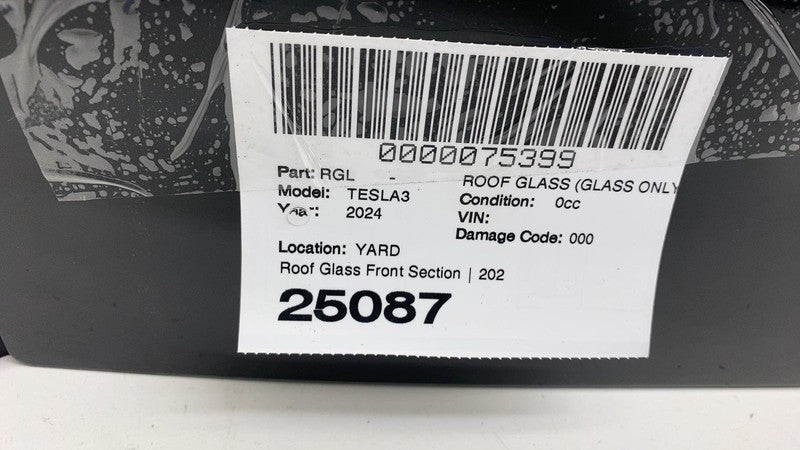 0000075399
Part: RGL - ROOF GLASS (GLASS ONLY
Model: TESLA3 Condition: 0cc
2024 VIN:
Damage Code: 000
Location: YARD
Roof Glass Front Section | 202
25087